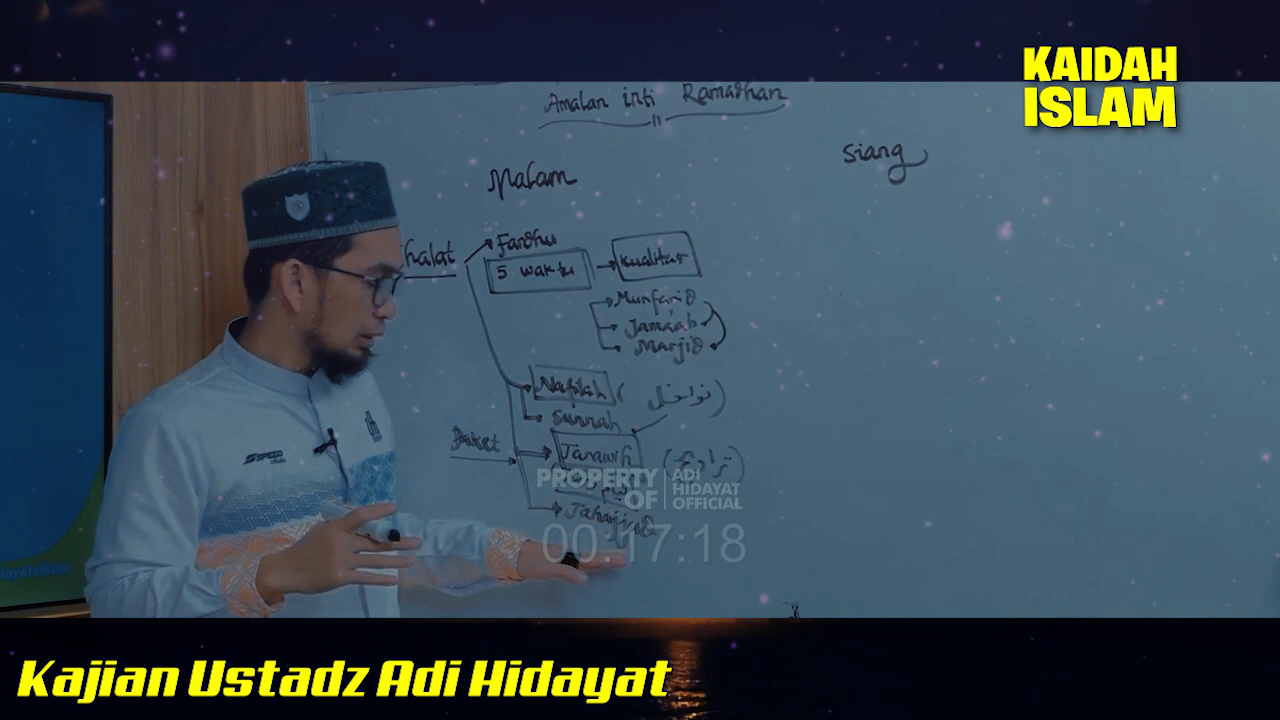 KAIDAH
ISLAM
Amalan inti Ramadhan
Malam
Siang
Shalat
Fardhu
5 waktu
Kualitas
Munfarid
Jamaah
Masjid
Nafilah ( نوافل )
Sunnah
Paket
Tarawih ( تراويح )
Tahajjud
PROPERTY OF
ADI HIDAYAT OFFICIAL
00:17:18
SPEED
Kajian Ustadz Adi Hidayat